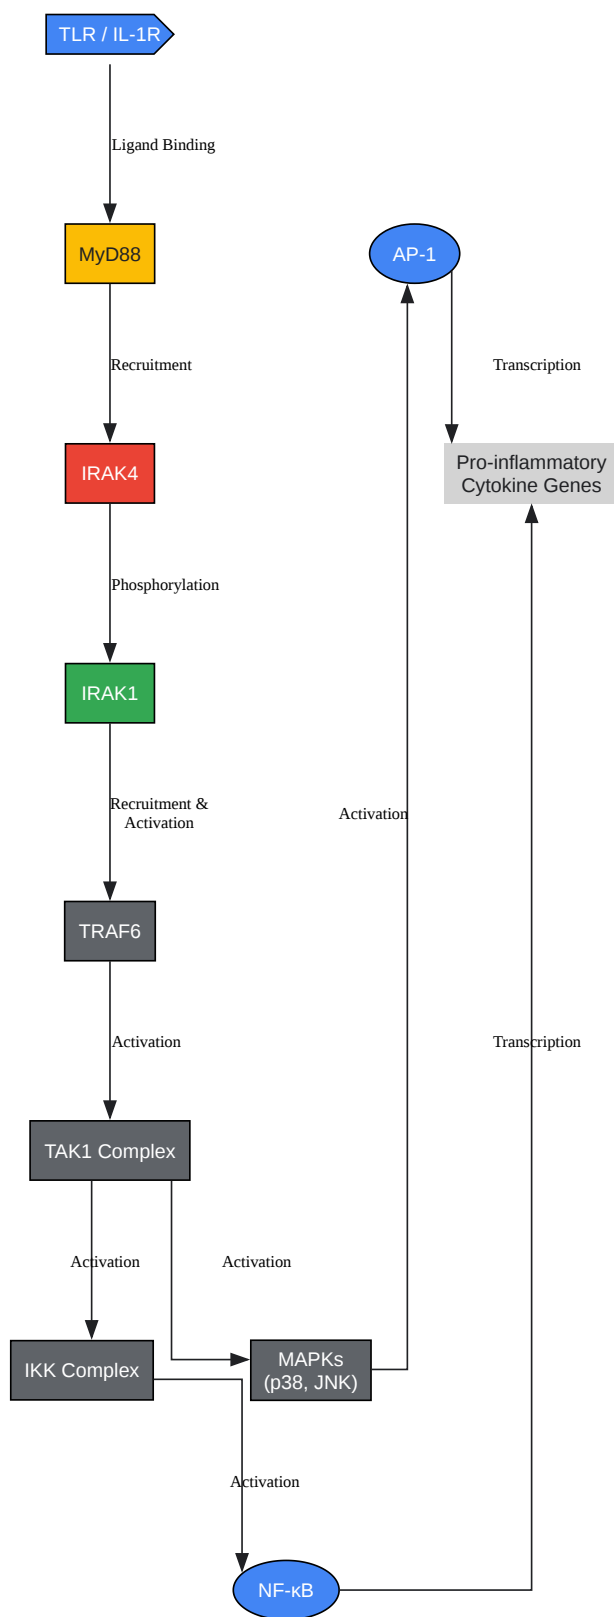 TLR / IL-1R
Ligand Binding
MyD88
AP-1
Recruitment
Transcription
IRAK4
Pro-inflammatory
Cytokine Genes
Phosphorylation
IRAK1
Recruitment &
Activation
Activation
TRAF6
Activation
Transcription
TAK1 Complex
Activation
Activation
IKK Complex
MAPKs
(p38, JNK)
Activation
NF-κB